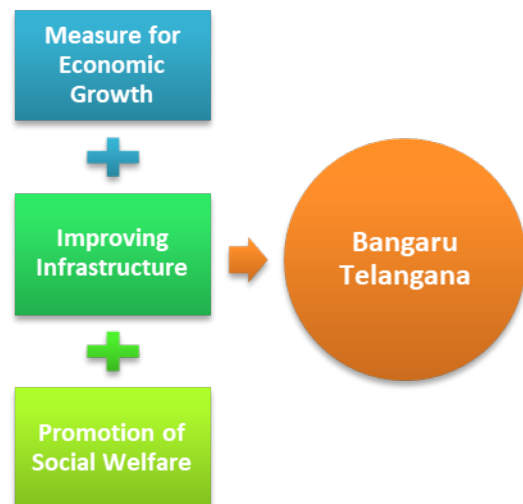 Measure for
Economic
Growth
Improving
Infrastructure
Bangaru
Telangana
Promotion of
Social Welfare